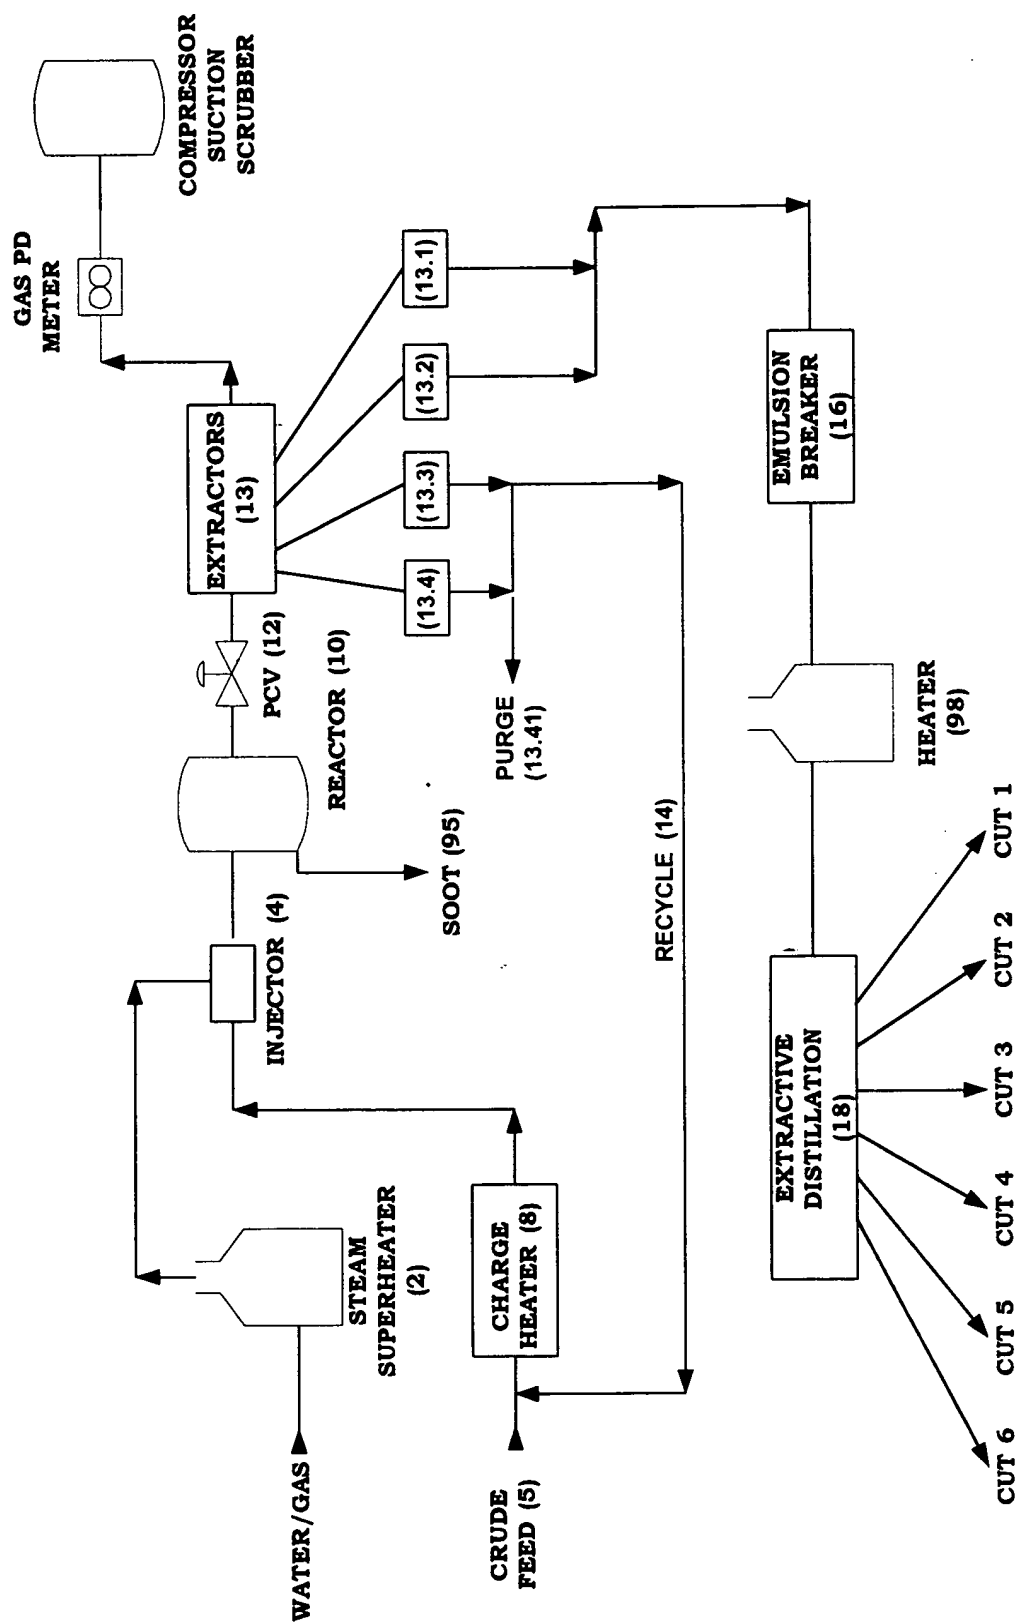 WATER/GAS
STEAM
SUPERHEATER
(2)
CRUDE
FEED (5)
CHARGE
HEATER (8)
INJECTOR (4)
REACTOR (10)
SOOT (95)
PCV (12)
EXTRACTORS
(13)
GAS PD
METER
COMPRESSOR
SUCTION
SCRUBBER
(13.4)
(13.3)
(13.2)
(13.1)
PURGE
(13.41)
RECYCLE (14)
EXTRACTIVE
DISTILLATION
(18)
HEATER
(98)
EMULSION
BREAKER
(16)
CUT 6
CUT 5
CUT 4
CUT 3
CUT 2
CUT 1